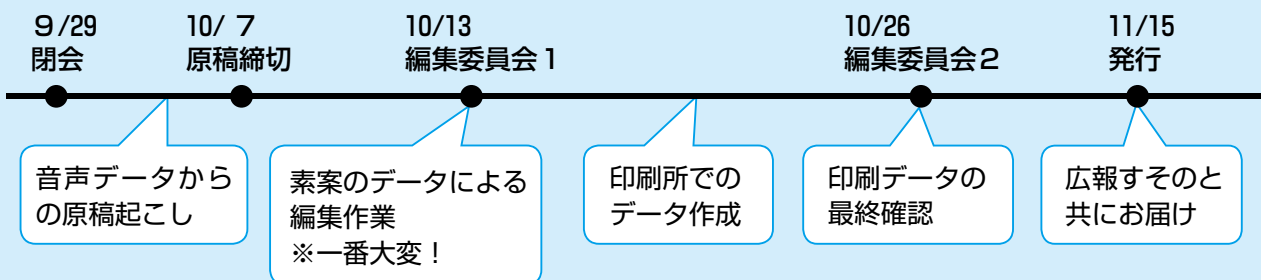 9/29
閉会
10/7
原稿締切
10/13
編集委員会1
10/26
編集委員会2
11/15
発行
音声データから
の原稿起こし
素案のデータによる
編集作業
※一番大変！
印刷所での
データ作成
印刷データの
最終確認
広報すそのと
共にお届け